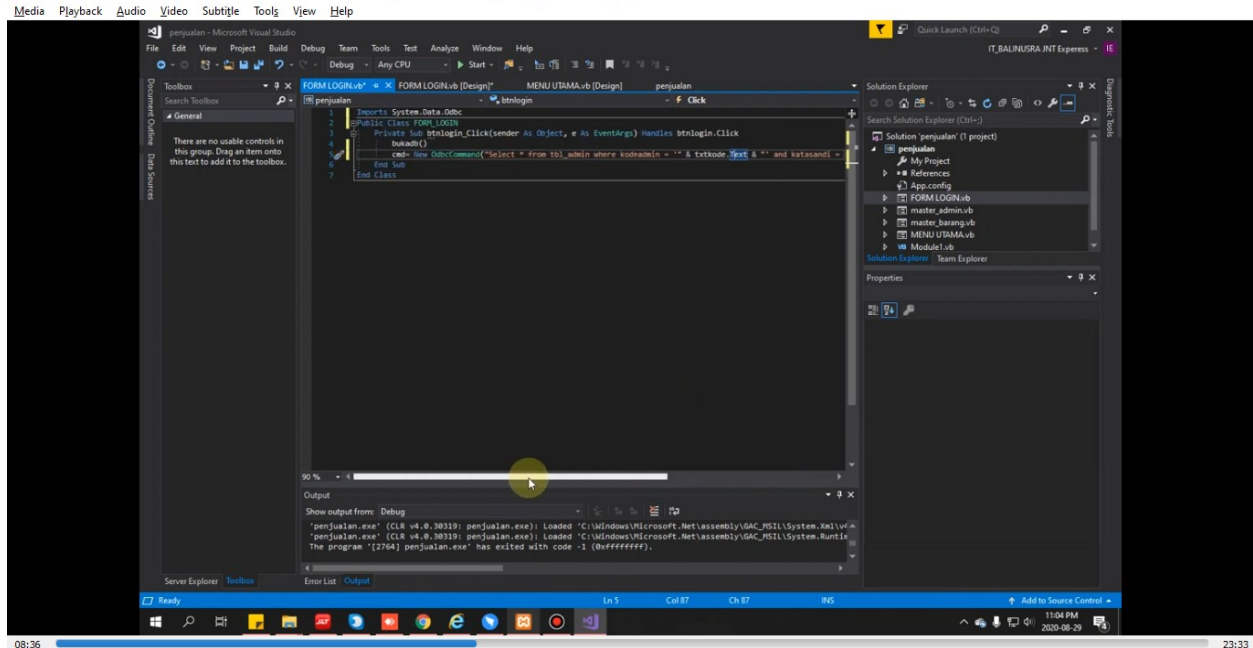 Media Playback Audio Video Subtitle Tools View Help
penjualan - Microsoft Visual Studio
Quick Launch (Ctrl+Q)
File Edit View Project Build Debug Team Tools Test Analyze Window Help
IT_BALINUSRA JNT Experess IE
Debug Any CPU Start
Toolbox
Search Toolbox
General
There are no usable controls in
this group. Drag an item onto
this text to add it to the toolbox.
Document Outline
Data Sources
FORM LOGIN.vb* FORM LOGIN.vb [Design]* MENU UTAMA.vb [Design] penjualan
penjualan btnlogin Click
1 Imports System.Data.Odbc
2 Public Class FORM_LOGIN
3 Private Sub btnlogin_Click(sender As Object, e As EventArgs) Handles btnlogin.Click
4 bukadb()
5 cmd= New OdbcCommand("Select * from tbl_admin where kodeadmin = '" & txtkode.Text & "' and katasandi =
6 End Sub
7 End Class
90 %
Output
Show output from: Debug
'penjualan.exe' (CLR v4.0.30319: penjualan.exe): Loaded 'C:\Windows\Microsoft.Net\assembly\GAC_MSIL\System.Xml\v4
'penjualan.exe' (CLR v4.0.30319: penjualan.exe): Loaded 'C:\Windows\Microsoft.Net\assembly\GAC_MSIL\System.Runtim
The program '[2764] penjualan.exe' has exited with code -1 (0xffffffff).
Server Explorer Toolbox
Error List Output
Solution Explorer
Search Solution Explorer (Ctrl+;)
Solution 'penjualan' (1 project)
penjualan
My Project
References
App.config
FORM LOGIN.vb
master_admin.vb
master_barang.vb
MENU UTAMA.vb
Module1.vb
Solution Explorer Team Explorer
Properties
Diagnostic Tools
Ready Ln 5 Col 87 Ch 87 INS Add to Source Control
11:04 PM
2020-08-29
08:36 23:33